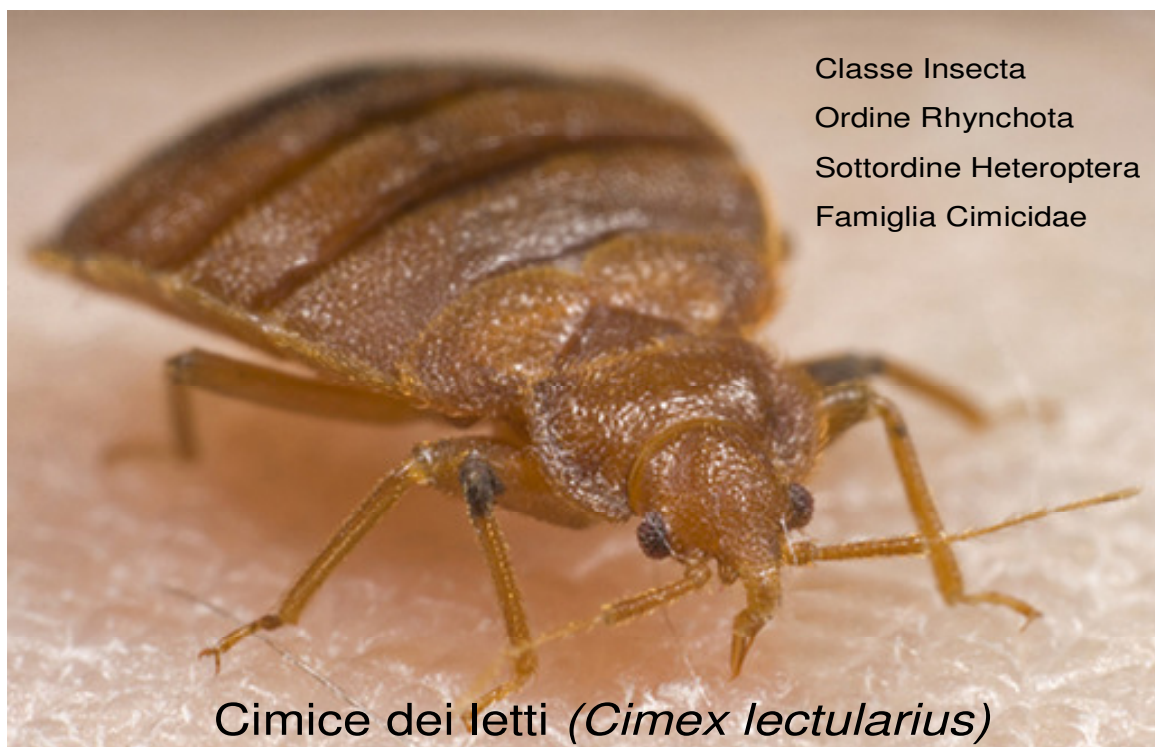 Classe Insecta
Ordine Rhynchota
Sottordine Heteroptera
Famiglia Cimicidae
Cimice dei letti (Cimex lectularius)